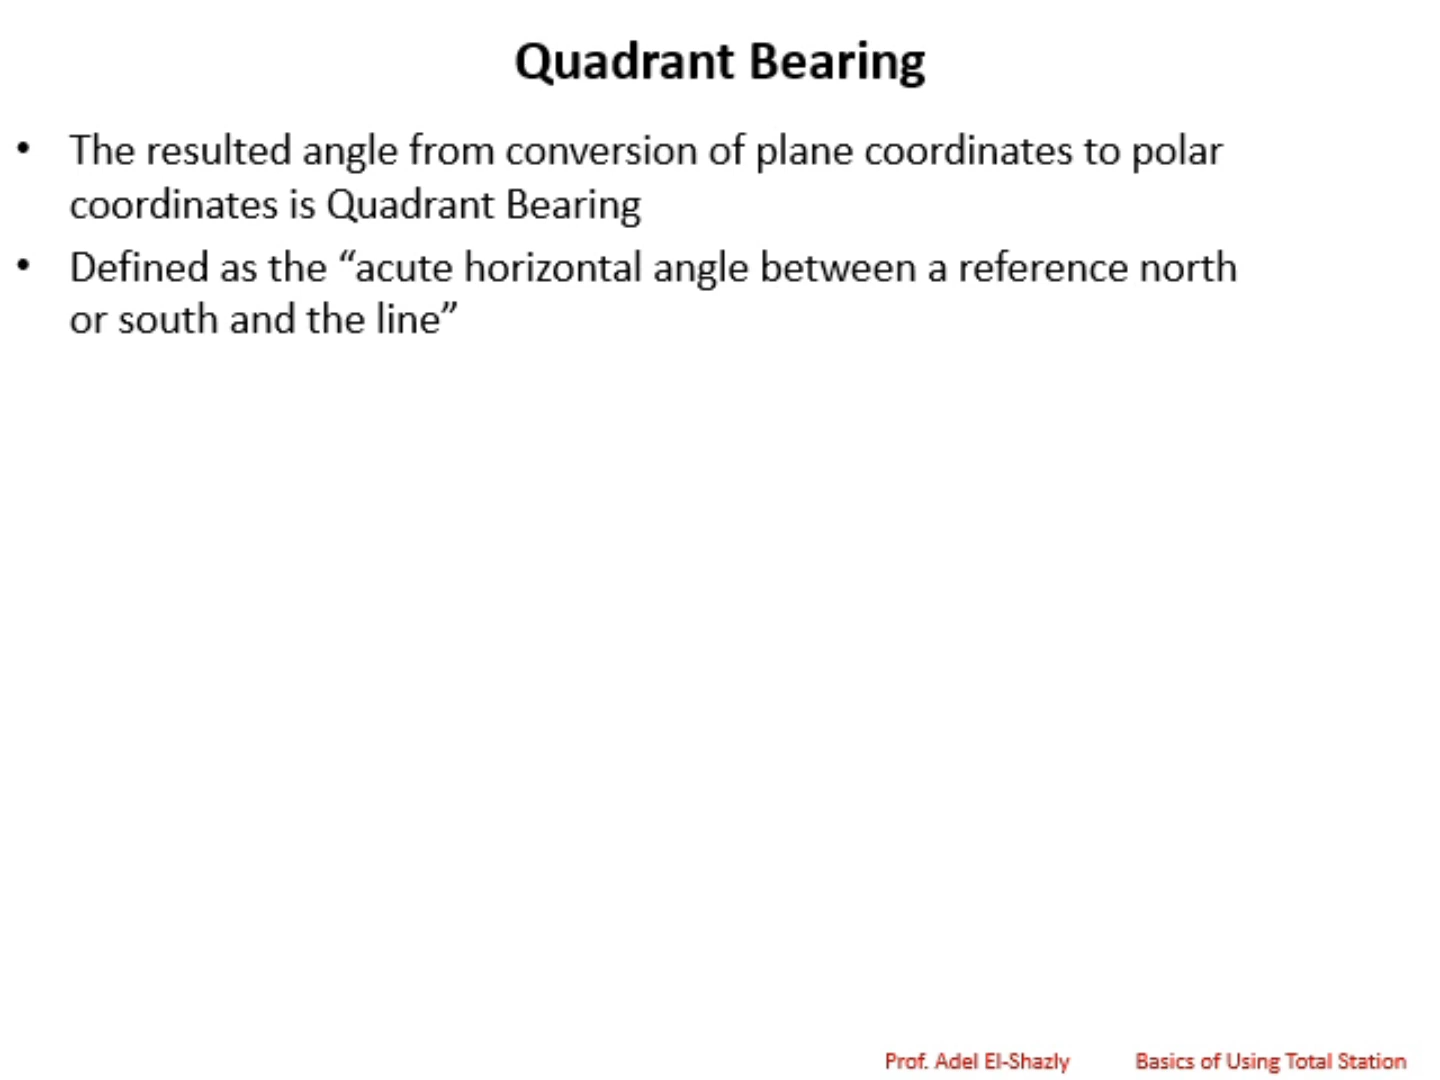 Quadrant Bearing
• The resulted angle from conversion of plane coordinates to polar
coordinates is Quadrant Bearing
• Defined as the “acute horizontal angle between a reference north
or south and the line”
Prof. Adel El-Shazly Basics of Using Total Station